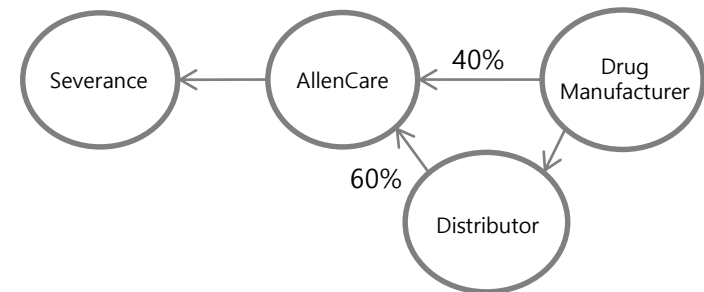 Severance
AllenCare
40%
Drug
Manufacturer
60%
Distributor